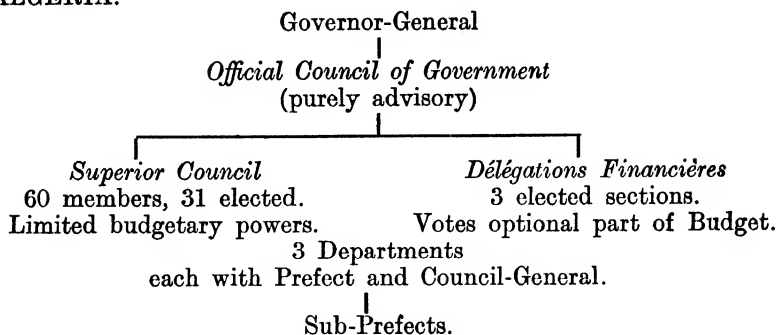 ALGERIA.
Governor-General
Official Council of Government
(purely advisory)
Superior Council Délégations Financières
60 members, 31 elected. 3 elected sections.
Limited budgetary powers. Votes optional part of Budget.
3 Departments
each with Prefect and Council-General.
Sub-Prefects.